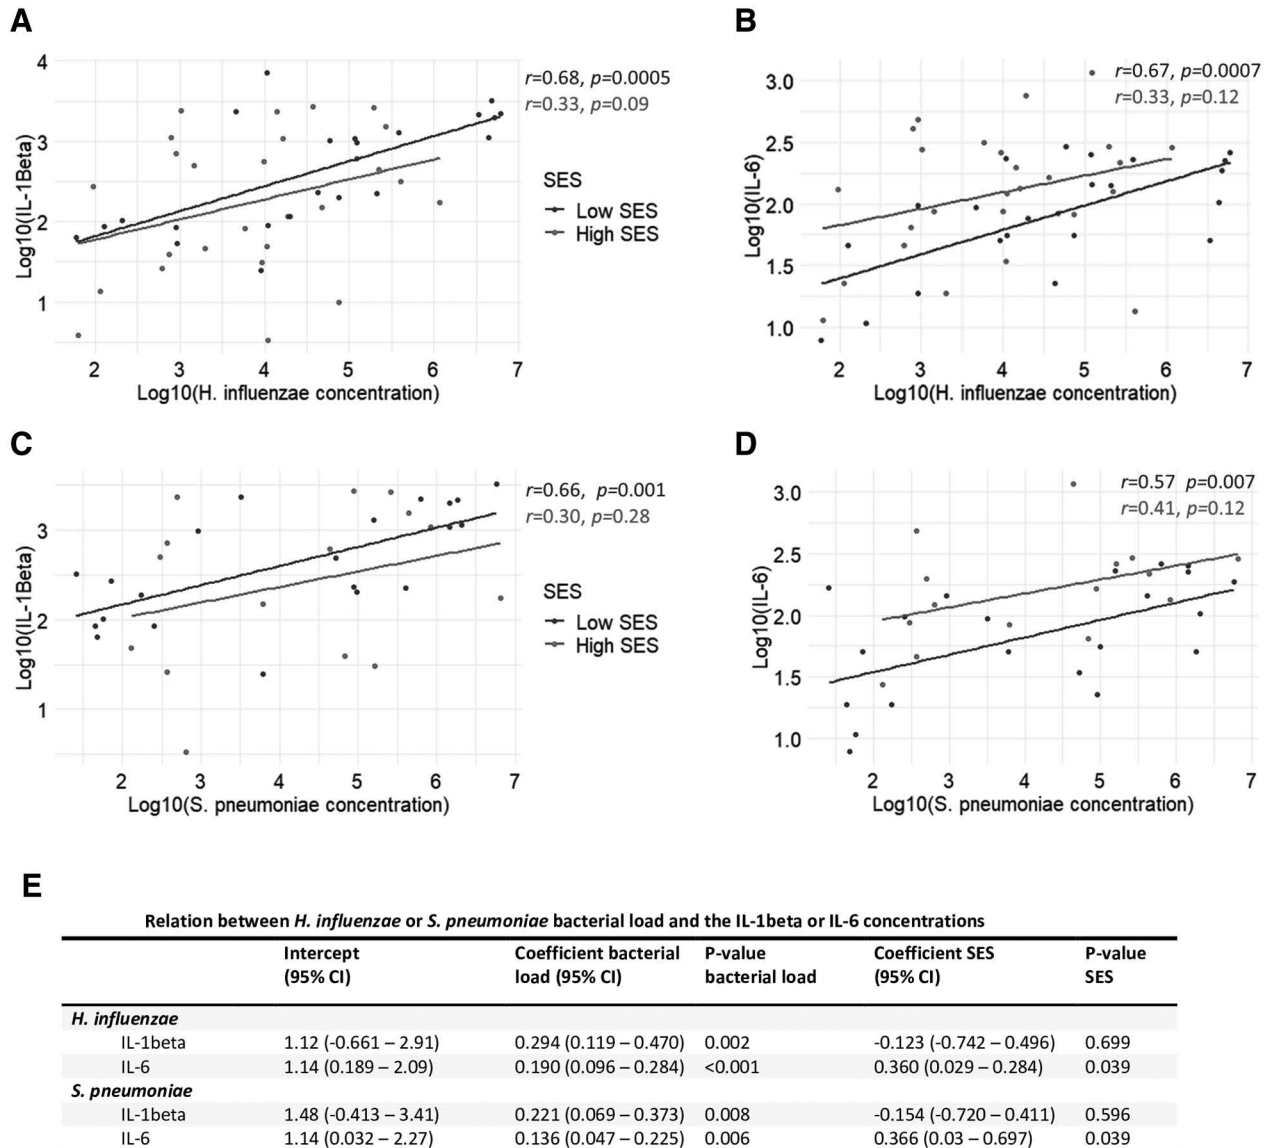 A
B
r=0.68, p=0.0005
r=0.33, p=0.09
4
3
2
1
Log10(IL-1Beta)
SES
Low SES
High SES
2 3 4 5 6 7
Log10(H. influenzae concentration)
r=0.67, p=0.0007
r=0.33, p=0.12
3.0
2.5
2.0
1.5
1.0
Log10(IL-6)
2 3 4 5 6 7
Log10(H. influenzae concentration)
C
D
r=0.66, p=0.001
r=0.30, p=0.28
3
2
1
Log10(IL-1Beta)
SES
Low SES
High SES
2 3 4 5 6 7
Log10(S. pneumoniae concentration)
r=0.57 p=0.007
r=0.41, p=0.12
3.0
2.5
2.0
1.5
1.0
Log10(IL-6)
2 3 4 5 6 7
Log10(S. pneumoniae concentration)
E
Relation between H. influenzae or S. pneumoniae bacterial load and the IL-1beta or IL-6 concentrations
Intercept Coefficient bacterial P-value Coefficient SES P-value
(95% CI) load (95% CI) bacterial load (95% CI) SES
H. influenzae
IL-1beta 1.12 (-0.661 – 2.91) 0.294 (0.119 – 0.470) 0.002 -0.123 (-0.742 – 0.496) 0.699
IL-6 1.14 (0.189 – 2.09) 0.190 (0.096 – 0.284) <0.001 0.360 (0.029 – 0.284) 0.039
S. pneumoniae
IL-1beta 1.48 (-0.413 – 3.41) 0.221 (0.069 – 0.373) 0.008 -0.154 (-0.720 – 0.411) 0.596
IL-6 1.14 (0.032 – 2.27) 0.136 (0.047 – 0.225) 0.006 0.366 (0.03 – 0.697) 0.039